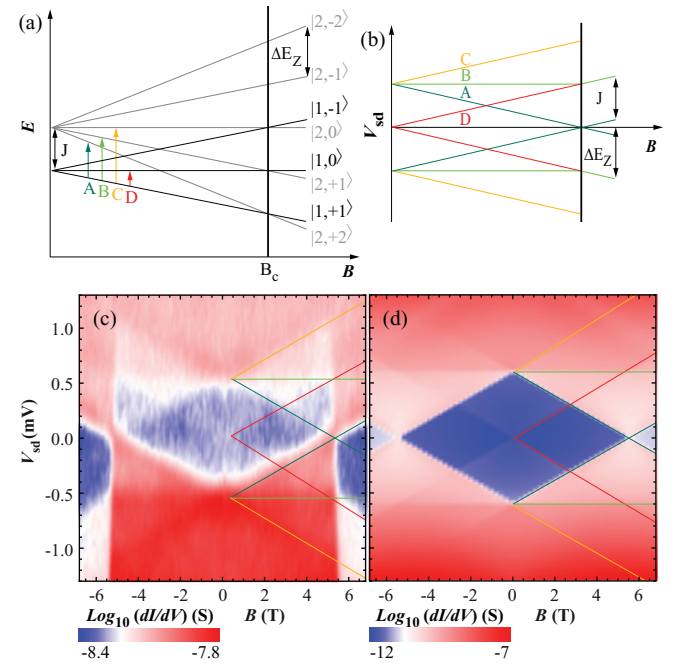 (a)
E
J
A
B
C
D
|2,-2⟩
ΔE_Z
|2,-1⟩
|1,-1⟩
|2,0⟩
|1,0⟩
|2,+1⟩
|1,+1⟩
|2,+2⟩
B_c
B
(b)
V_sd
C
B
A
D
J
B
ΔE_Z
(c)
V_sd (mV)
1.0
0.5
0.0
-0.5
-1.0
-6 -4 -2 0 2 4 6
Log_10 (dI/dV) (S)
B (T)
-8.4 -7.8
(d)
-6 -4 -2 0 2 4 6
Log_10 (dI/dV) (S)
B (T)
-12 -7